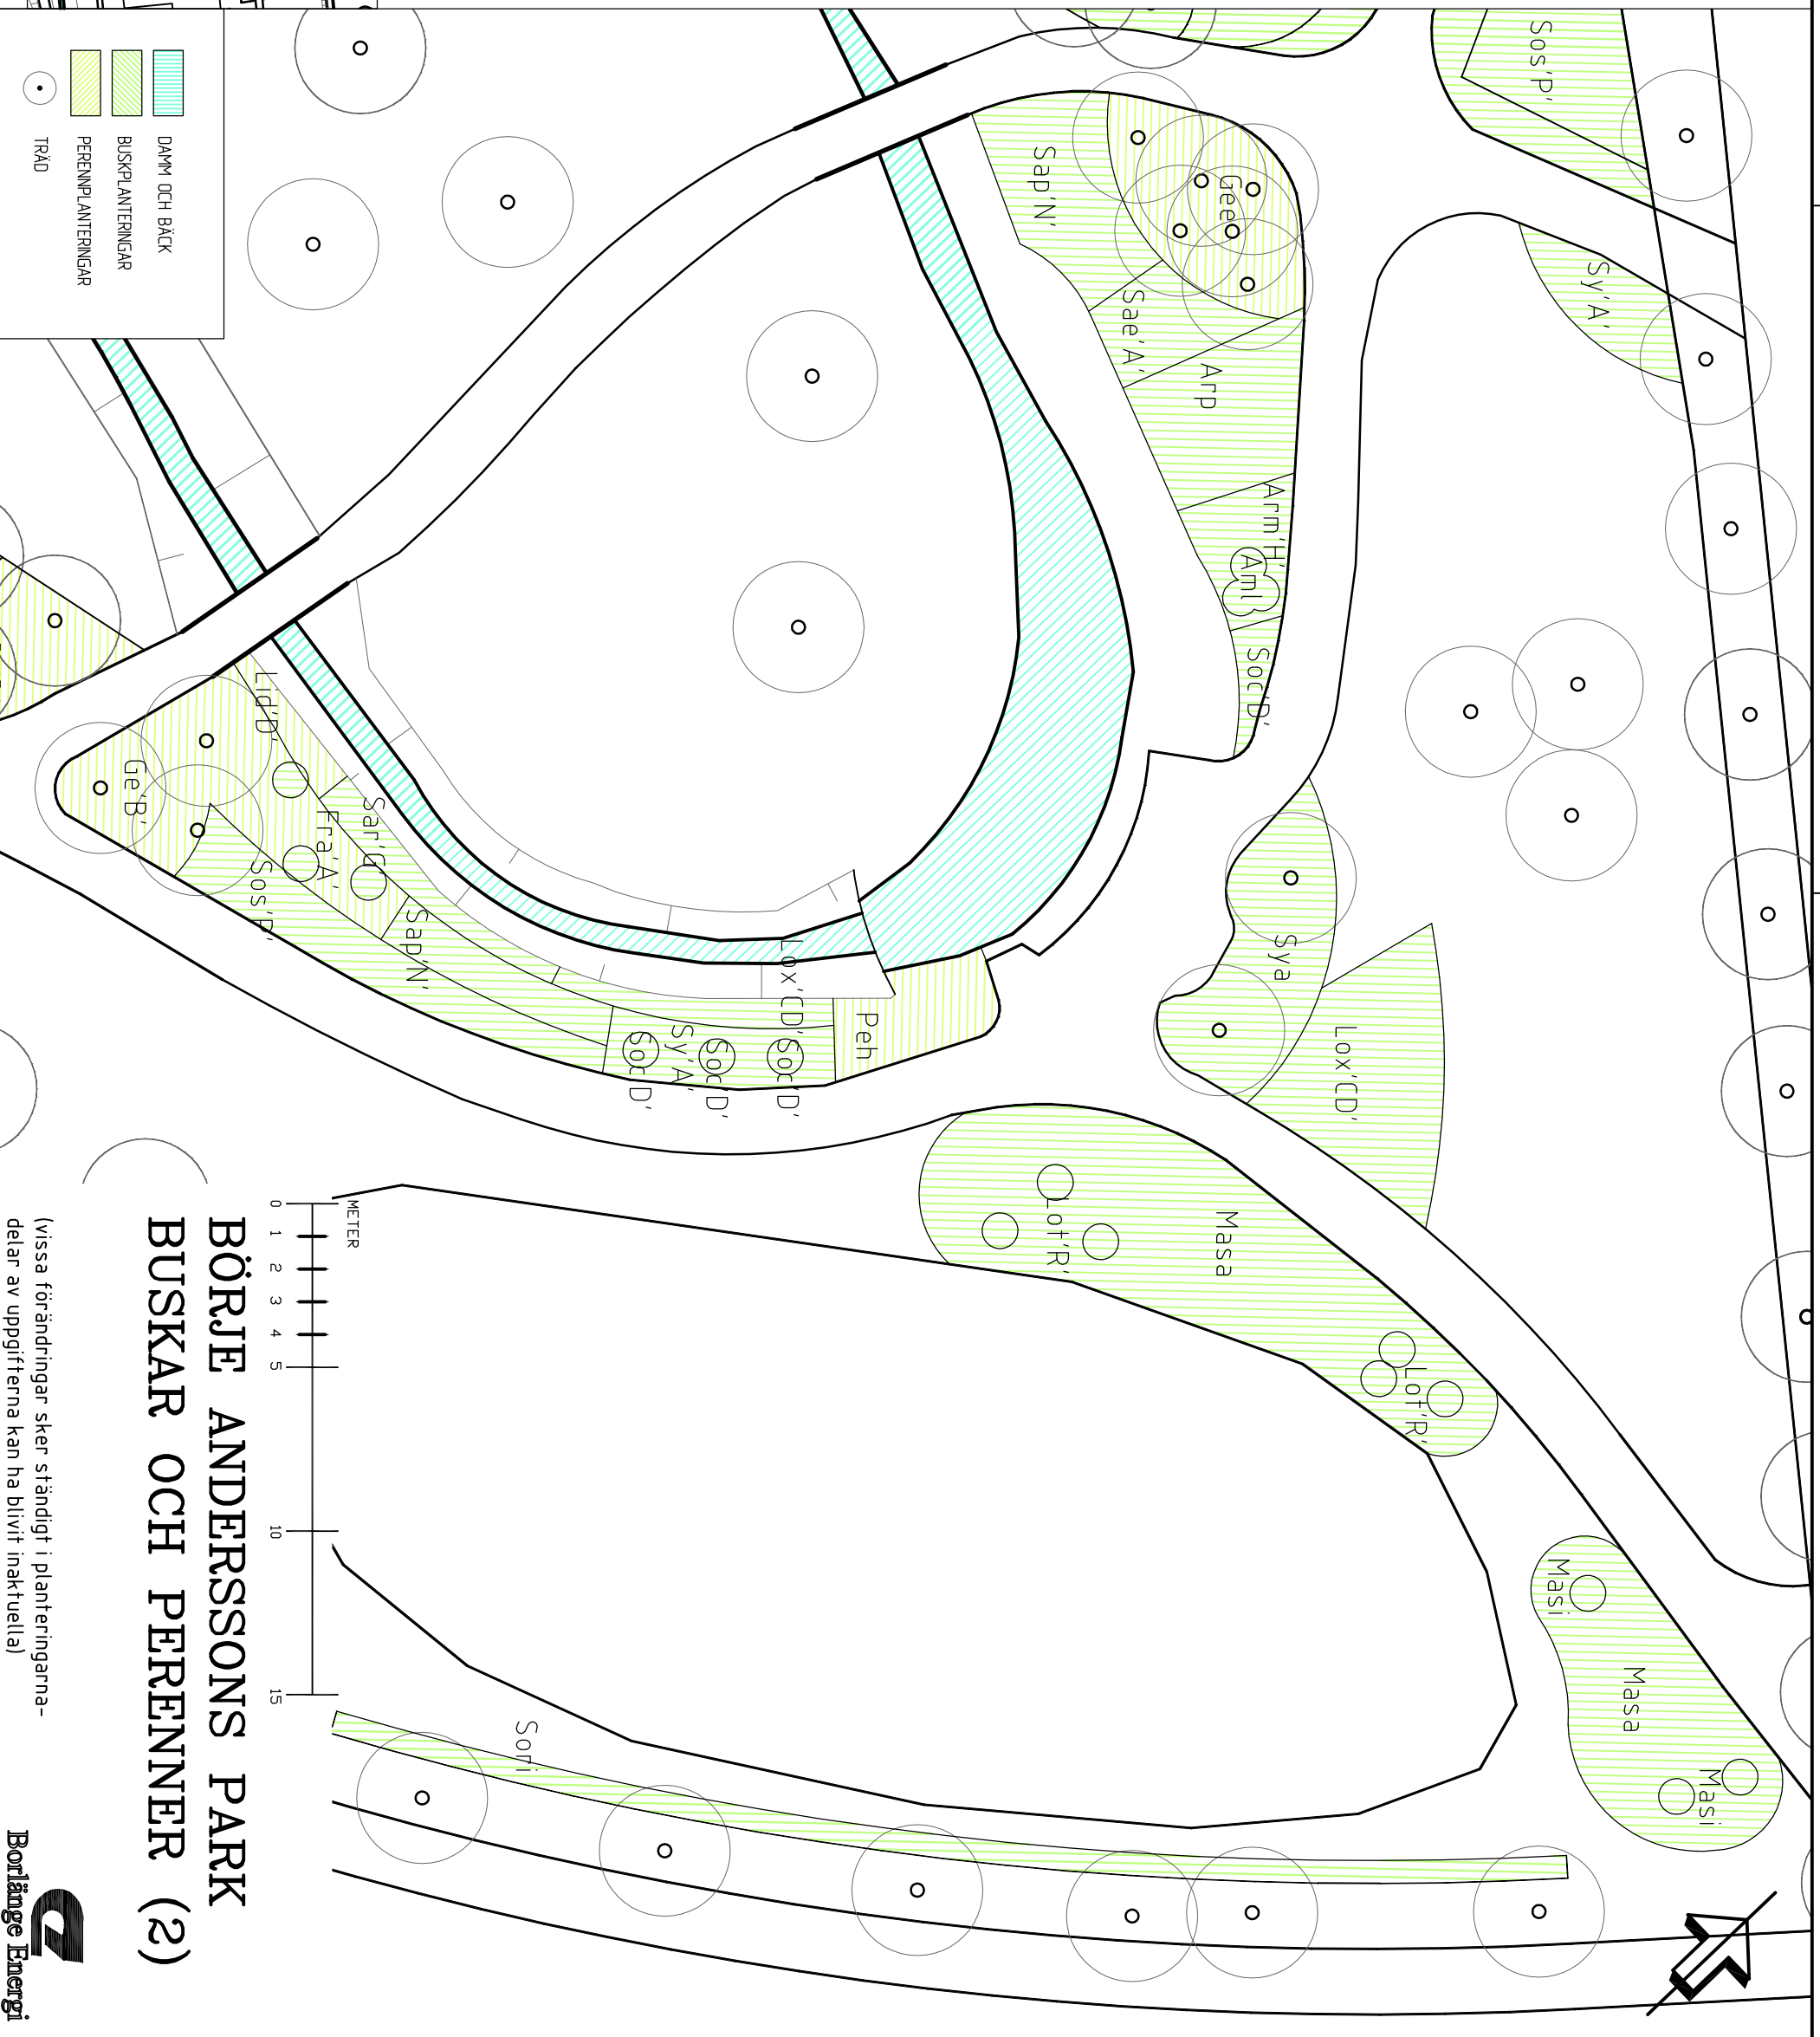 DAMM OCH BÄCK
BUSKPLANTERINGAR
PERENNPLANTERINGAR
TRÄD
Sos'P'
Sy'A'
Sap'N'
Gee
Sae'A'
Arp
Arm'H'
Aml
Soc'D'
Sya
Lox'CD'
Lid'D'
Ge'B'
Sar'G'
Fra'A'
Sos'P'
Sap'N'
Lox'CD'
Peh
Soc'D'
Sy'A'
Soc'D'
Soc'D'
Masa
Lot'R'
Lot'R'
Masi
Masa
Masi
Sori
METER
0 1 2 3 4 5 10 15
BÖRJE ANDERSSONS PARK
BUSKAR OCH PERENNER (2)
(vissa förändringar sker ständigt i planteringarna-
delar av uppgifterna kan ha blivit inaktuella)
Borlänge Energi